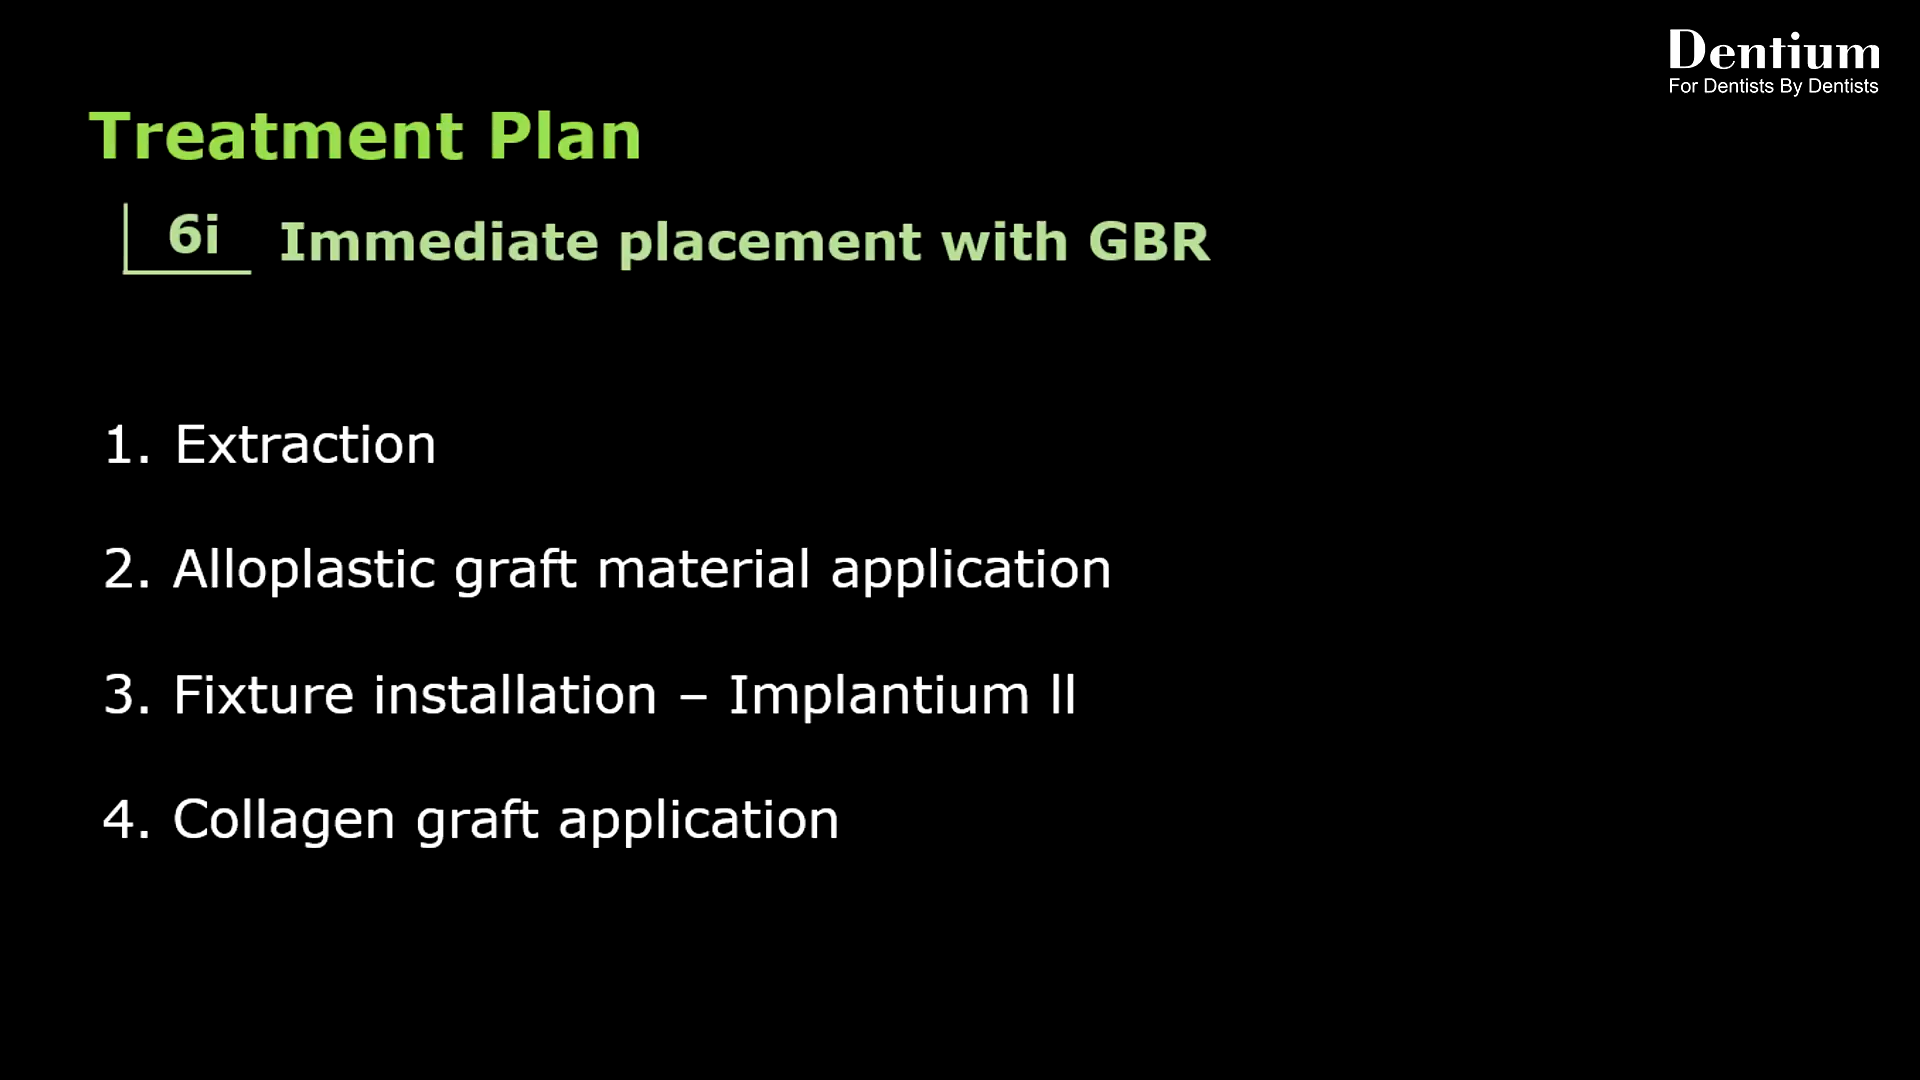 Dentium
For Dentists By Dentists
Treatment Plan
6i Immediate placement with GBR
1. Extraction
2. Alloplastic graft material application
3. Fixture installation – Implantium ll
4. Collagen graft application